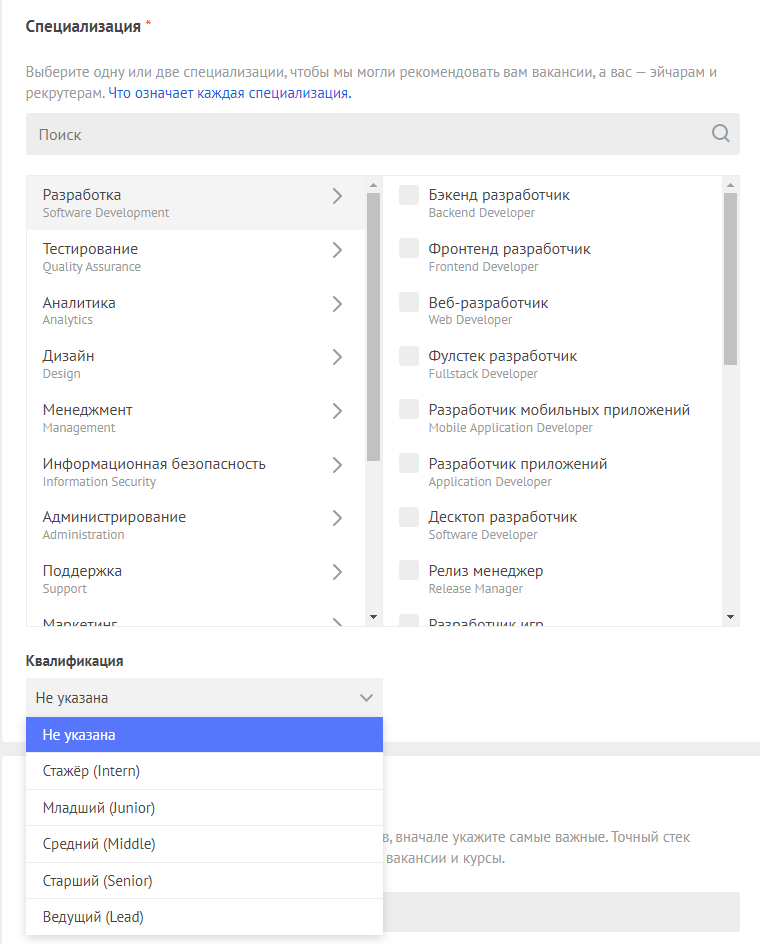 Специализация *
Выберите одну или две специализации, чтобы мы могли рекомендовать вам вакансии, а вас — эйчарам и
рекрутерам. Что означает каждая специализация.
Поиск
Разработка
Software Development
Тестирование
Quality Assurance
Аналитика
Analytics
Дизайн
Design
Менеджмент
Management
Информационная безопасность
Information Security
Администрирование
Administration
Поддержка
Support
Маркетинг
Бэкенд разработчик
Backend Developer
Фронтенд разработчик
Frontend Developer
Веб-разработчик
Web Developer
Фулстек разработчик
Fullstack Developer
Разработчик мобильных приложений
Mobile Application Developer
Разработчик приложений
Application Developer
Десктоп разработчик
Software Developer
Релиз менеджер
Release Manager
Разработчик игр
Квалификация
Не указана
Не указана
Стажёр (Intern)
Младший (Junior)
Средний (Middle)
Старший (Senior)
Ведущий (Lead)
в, вначале укажите самые важные. Точный стек
вакансии и курсы.